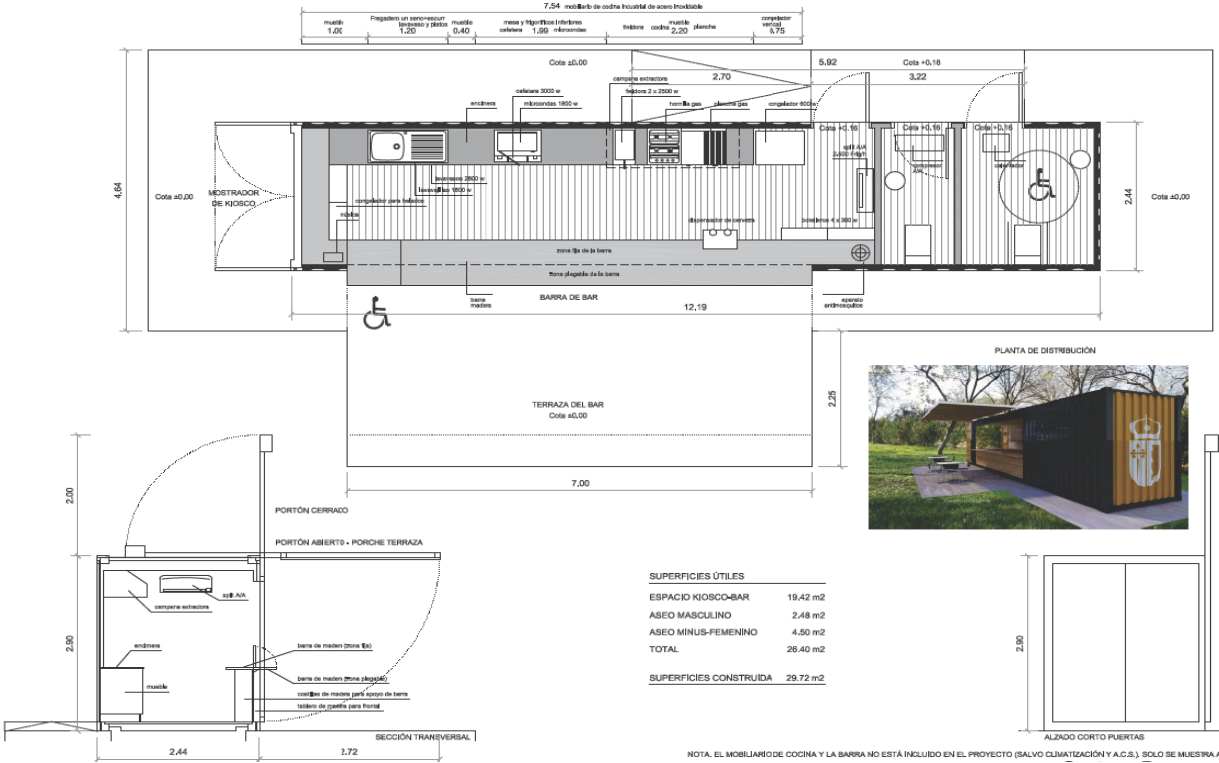 7.54 mobiliario de cocina incustrial de acero inoxidable
mueble
1.00
Fregadero un seno+escurr
lavavaso y platos
1.20
mueble
0.40
mesa y frigoríficos inferiores
cafetera 1.99 microondas
mueble
freidora cocina 2.20 plancha
congelador
vertical
0.75
Cota ±0.00
5.92
Cota +0.16
2.70
3.22
campana extractora
cafetera 3000 w
freidora 2 x 2500 w
encimera
microondas 1800 w
hornilla gas
plancha gas
congelador 600 w
Cota +0.16
Cota +0.16
Cota +0.16
split A/A
compresor
A/A
calentador
4.64
Cota ±0.00
MOSTRADOR
DE KIOSCO
lavavasos 2800 w
lavavajillas 1800 w
congelador para helados
2.44
Cota ±0.00
dispensador de cerveza
botelleros 4 x 300 w
zona fija de la barra
zona plegable de la barra
barra
madera
BARRA DE BAR
aparato
antimosquitos
12.19
PLANTA DE DISTRIBUCIÓN
TERRAZA DEL BAR
Cota ±0.00
2.25
7.00
2.00
PORTÓN CERRADO
PORTÓN ABIERTO - PORCHE TERRAZA
split A/A
campana extractora
2.90
encimera
mueble
barra de madera (zona fija)
barra de madera (zona plegable)
costillas de madera para apoyo de barra
tablero de madera para frontal
SECCIÓN TRANSVERSAL
2.44
2.72
SUPERFICIES ÚTILES
ESPACIO KIOSCO-BAR 19.42 m2
ASEO MASCULINO 2.48 m2
ASEO MINUS-FEMENINO 4.50 m2
TOTAL 26.40 m2
SUPERFICIES CONSTRUÍDA 29.72 m2
2.90
ALZADO CORTO PUERTAS
NOTA. EL MOBILIARIO DE COCINA Y LA BARRA NO ESTÁ INCLUIDO EN EL PROYECTO (SALVO CLIMATIZACIÓN Y A.C.S.). SOLO SE MUESTRA A